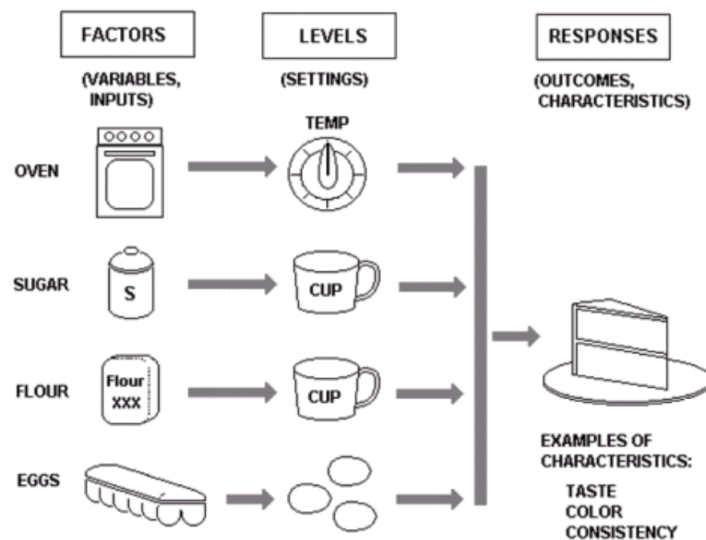 FACTORS
LEVELS
RESPONSES
(VARIABLES,
INPUTS)
(SETTINGS)
(OUTCOMES,
CHARACTERISTICS)
TEMP
OVEN
SUGAR
S
CUP
FLOUR
Flour
XXX
CUP
EGGS
EXAMPLES OF
CHARACTERISTICS:
TASTE
COLOR
CONSISTENCY